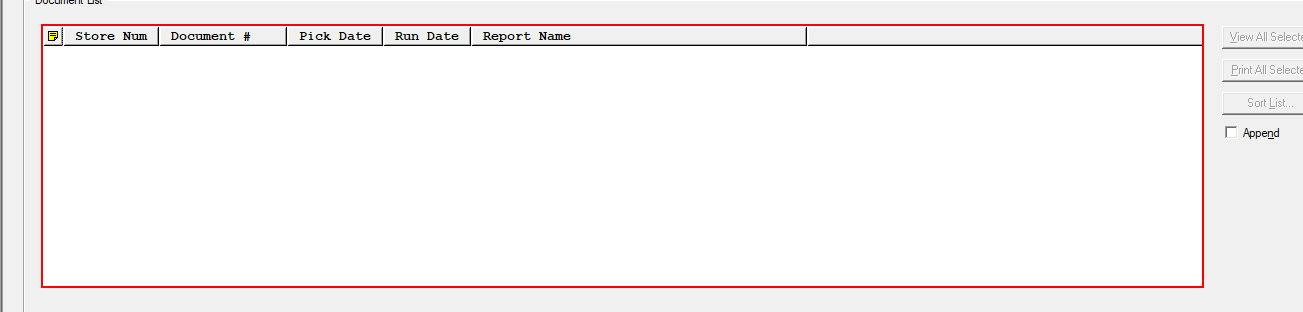 Document List
Store Num Document # Pick Date Run Date Report Name
View All Selecte
Print All Selecte
Sort List...
Append